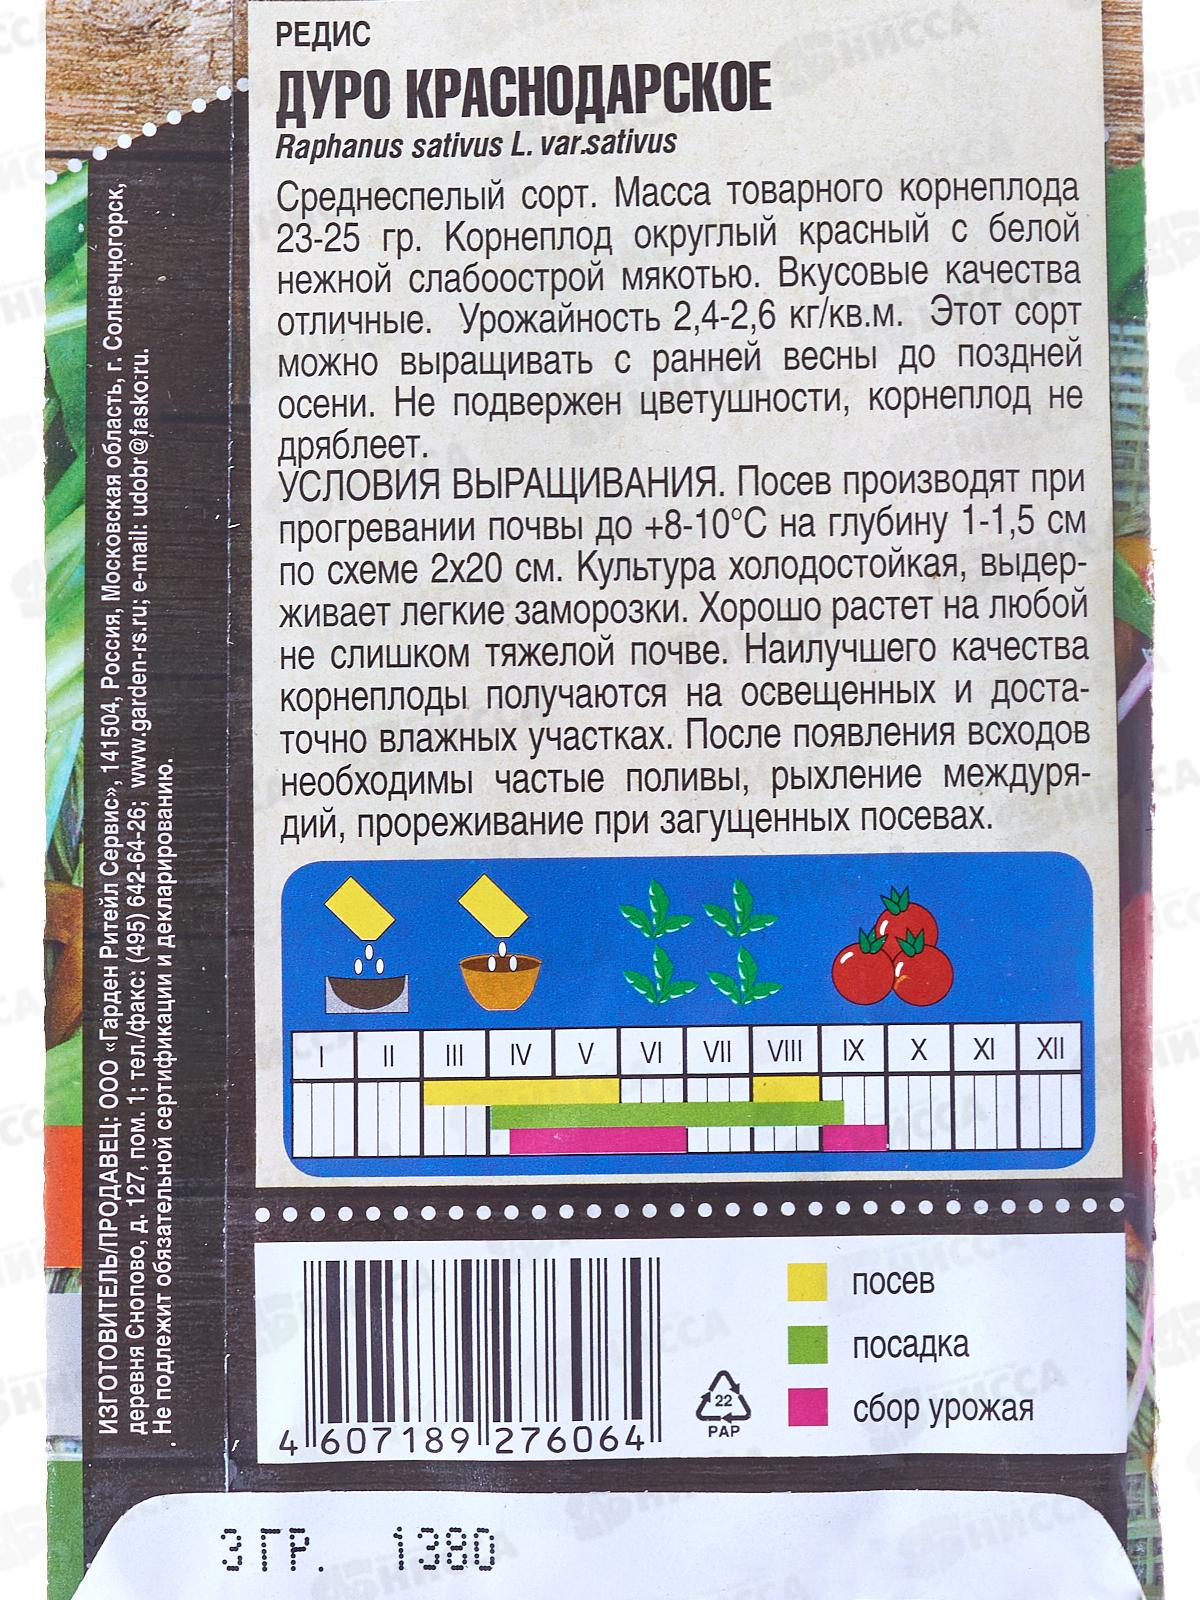 РЕДИС
ДУРО КРАСНОДАРСКОЕ
Raphanus sativus L. var.sativus
Среднеспелый сорт. Масса товарного корнеплода
23-25 гр. Корнеплод округлый красный с белой
нежной слабоострой мякотью. Вкусовые качества
отличные. Урожайность 2,4-2,6 кг/кв.м. Этот сорт
можно выращивать с ранней весны до поздней
осени. Не подвержен цветушности, корнеплод не
дряблеет.
УСЛОВИЯ ВЫРАЩИВАНИЯ. Посев производят при
прогревании почвы до +8-10°С на глубину 1-1,5 см
по схеме 2х20 см. Культура холодостойкая, выдер-
живает легкие заморозки. Хорошо растет на любой
не слишком тяжелой почве. Наилучшего качества
корнеплоды получаются на освещенных и доста-
точно влажных участках. После появления всходов
необходимы частые поливы, рыхление междуря-
дий, прореживание при загущенных посевах.
I II III IV V VI VII VIII IX X XI XII
посев
посадка
сбор урожая
22
PAP
4 607189 276064
3 ГР. 1380
ИЗГОТОВИТЕЛЬ/ПРОДАВЕЦ: ООО «Гарден Ритейл Сервис», 141504, Россия, Московская область, г. Солнечногорск,
деревня Снопово, д. 127, пом. 1; тел./факс: (495) 642-64-26; www.garden-rs.ru; e-mail: udobr@fasko.ru.
Не подлежит обязательной сертификации и декларированию.
НИССА